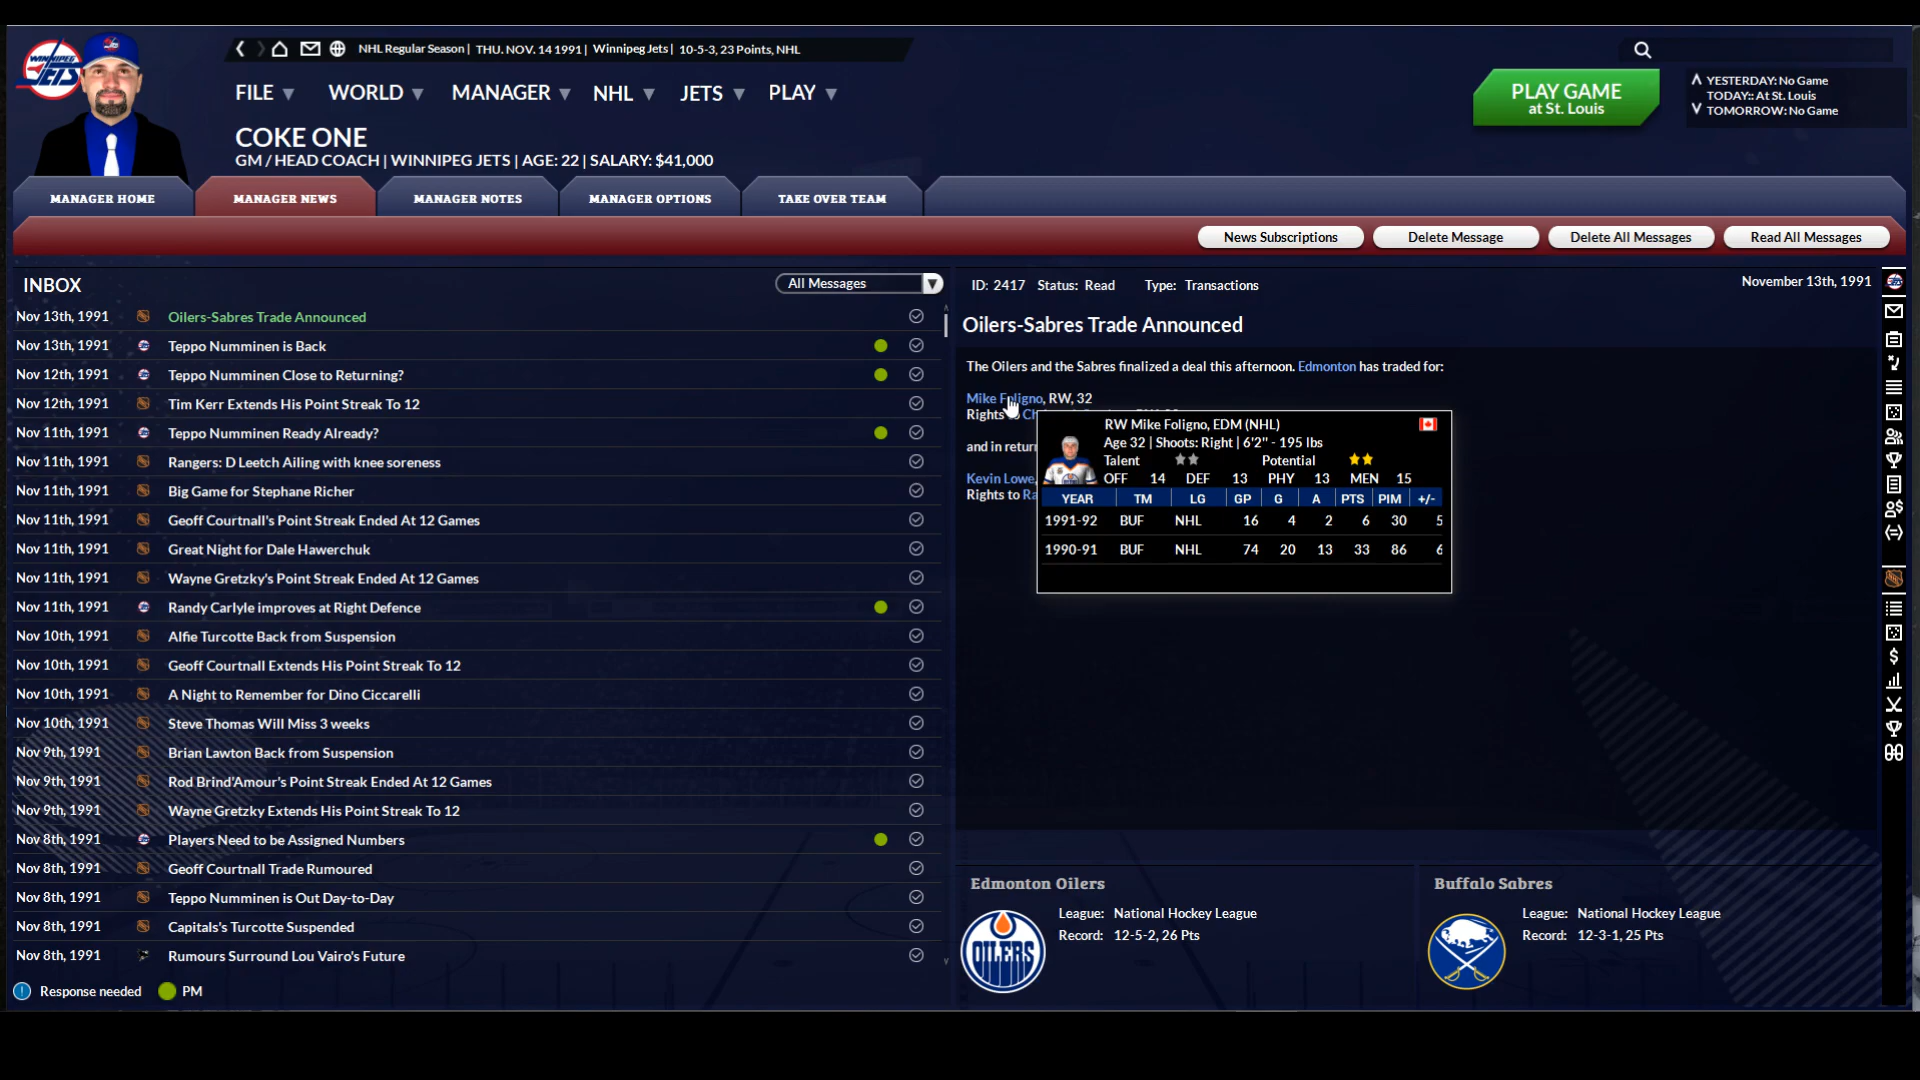 NHL Regular Season | THU. NOV. 14 1991 | Winnipeg Jets | 10-5-3, 23 Points, NHL
FILE WORLD MANAGER NHL JETS PLAY
COKE ONE
GM / HEAD COACH | WINNIPEG JETS | AGE: 22 | SALARY: $41,000
PLAY GAME
at St. Louis
YESTERDAY: No Game
TODAY:: At St. Louis
TOMORROW: No Game
MANAGER HOME MANAGER NEWS MANAGER NOTES MANAGER OPTIONS TAKE OVER TEAM
News Subscriptions Delete Message Delete All Messages Read All Messages
INBOX All Messages
Nov 13th, 1991 Oilers-Sabres Trade Announced
Nov 13th, 1991 Teppo Numminen is Back
Nov 12th, 1991 Teppo Numminen Close to Returning?
Nov 12th, 1991 Tim Kerr Extends His Point Streak To 12
Nov 11th, 1991 Teppo Numminen Ready Already?
Nov 11th, 1991 Rangers: D Leetch Ailing with knee soreness
Nov 11th, 1991 Big Game for Stephane Richer
Nov 11th, 1991 Geoff Courtnall's Point Streak Ended At 12 Games
Nov 11th, 1991 Great Night for Dale Hawerchuk
Nov 11th, 1991 Wayne Gretzky's Point Streak Ended At 12 Games
Nov 11th, 1991 Randy Carlyle improves at Right Defence
Nov 10th, 1991 Alfie Turcotte Back from Suspension
Nov 10th, 1991 Geoff Courtnall Extends His Point Streak To 12
Nov 10th, 1991 A Night to Remember for Dino Ciccarelli
Nov 10th, 1991 Steve Thomas Will Miss 3 weeks
Nov 9th, 1991 Brian Lawton Back from Suspension
Nov 9th, 1991 Rod Brind'Amour's Point Streak Ended At 12 Games
Nov 9th, 1991 Wayne Gretzky Extends His Point Streak To 12
Nov 8th, 1991 Players Need to be Assigned Numbers
Nov 8th, 1991 Geoff Courtnall Trade Rumoured
Nov 8th, 1991 Teppo Numminen is Out Day-to-Day
Nov 8th, 1991 Capitals's Turcotte Suspended
Nov 8th, 1991 Rumours Surround Lou Vairo's Future
Response needed PM
ID: 2417 Status: Read Type: Transactions November 13th, 1991
Oilers-Sabres Trade Announced
The Oilers and the Sabres finalized a deal this afternoon. Edmonton has traded for:
Mike Foligno, RW, 32
Rights
and in return
Kevin Lowe,
Rights to
RW Mike Foligno, EDM (NHL)
Age 32 | Shoots: Right | 6'2" - 195 lbs
Talent Potential
OFF 14 DEF 13 PHY 13 MEN 15
YEAR TM LG GP G A PTS PIM +/-
1991-92 BUF NHL 16 4 2 6 30 5
1990-91 BUF NHL 74 20 13 33 86 6
Edmonton Oilers
League: National Hockey League
Record: 12-5-2, 26 Pts
OILERS
Buffalo Sabres
League: National Hockey League
Record: 12-3-1, 25 Pts